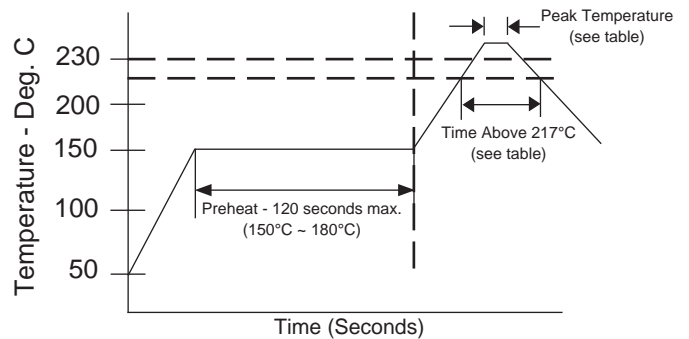 Peak Temperature
(see table)
230
200
Time Above 217°C
(see table)
150
Preheat - 120 seconds max.
(150°C ~ 180°C)
100
50
Temperature - Deg. C
Time (Seconds)